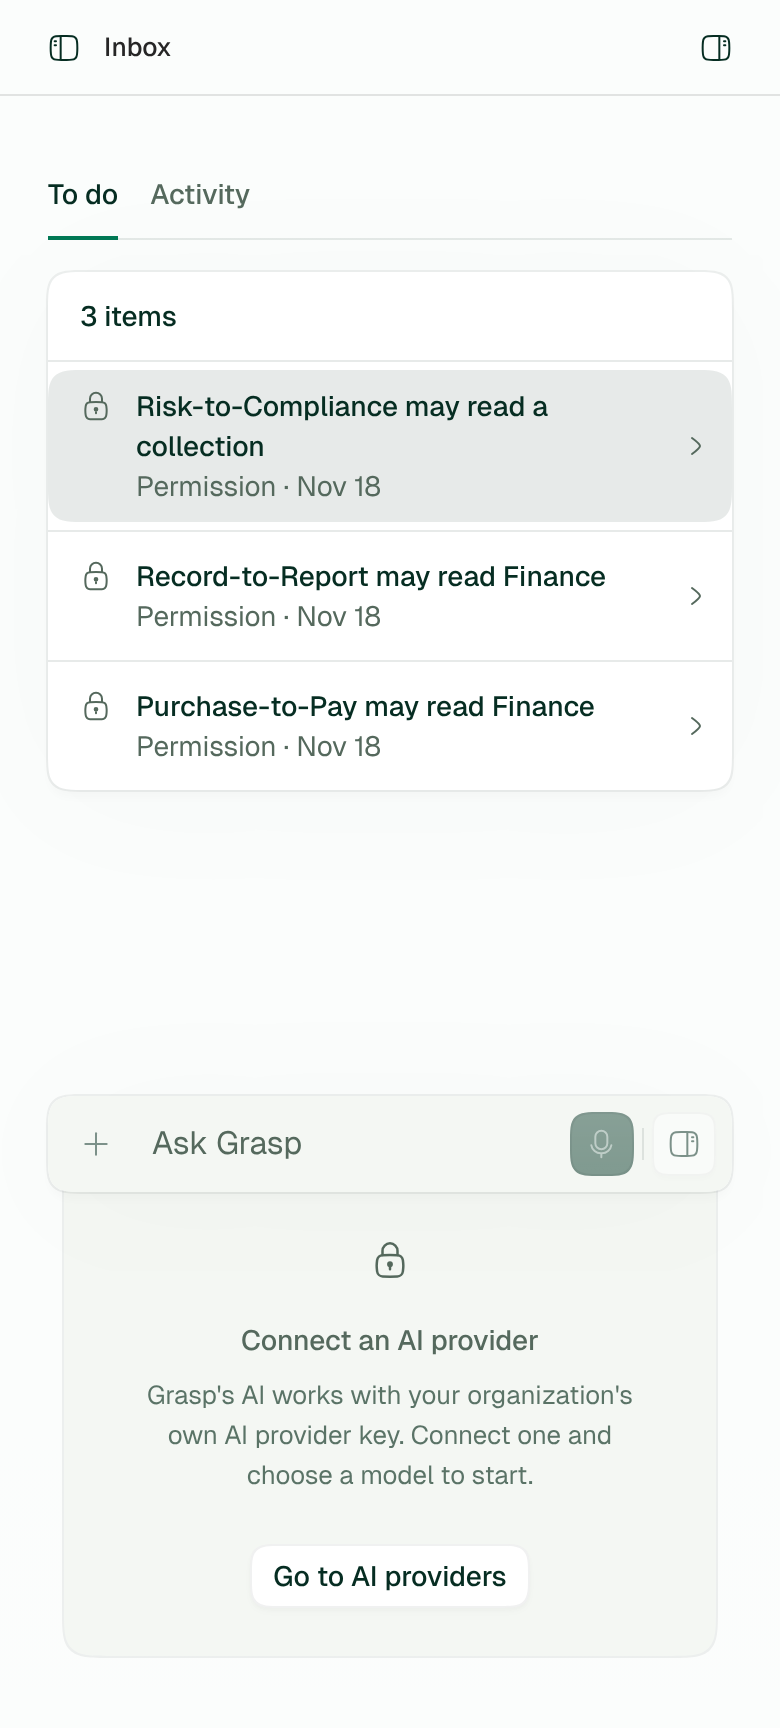 Inbox
To do
Activity
3 items
Risk-to-Compliance may read a
collection
Permission · Nov 18
Record-to-Report may read Finance
Permission · Nov 18
Purchase-to-Pay may read Finance
Permission · Nov 18
Ask Grasp
Connect an AI provider
Grasp's AI works with your organization's
own AI provider key. Connect one and
choose a model to start.
Go to AI providers